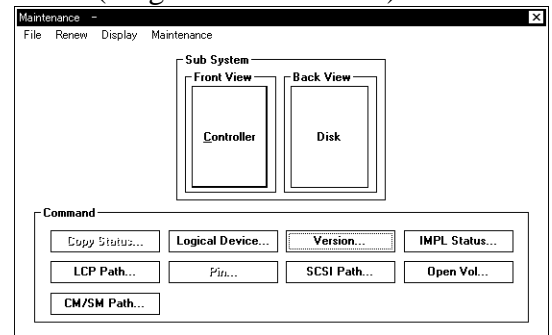 Maintenance -
File Renew Display Maintenance
Sub System
Front View Back View
Controller Disk
Command
Copy Status... Logical Device... Version... IMPL Status...
LCP Path... Pin... SCSI Path... Open Vol...
CM/SM Path...